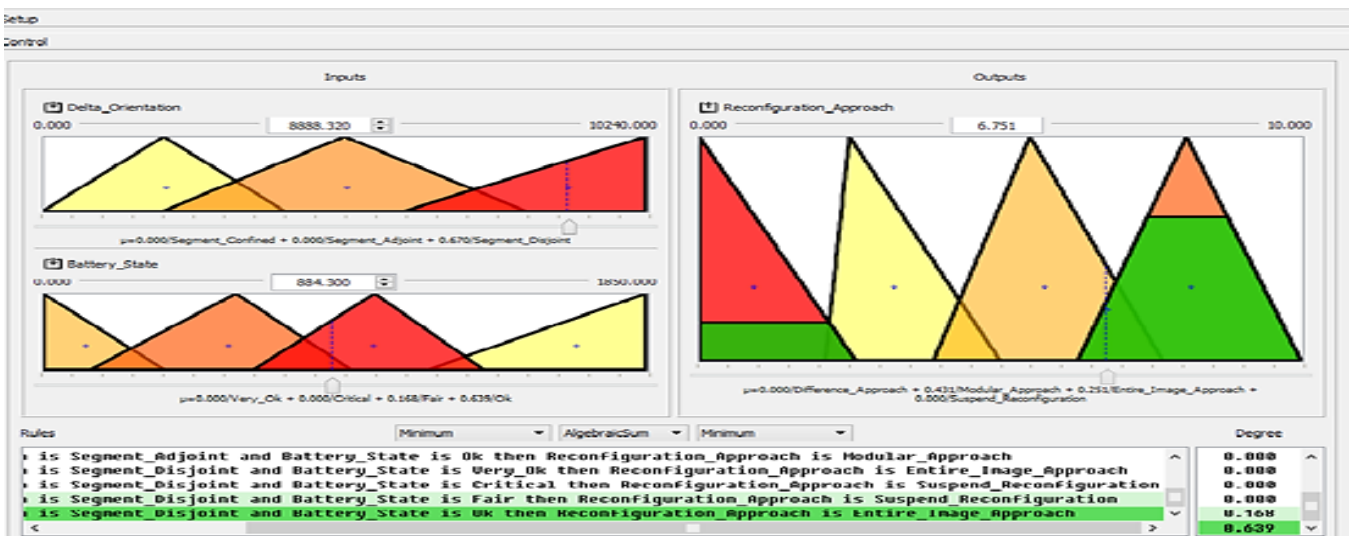 Setup
Control
Inputs
Outputs
Delta_Orientation
0.000 8888.320 10240.000
μ=0.000/Segment_Confined + 0.000/Segment_Adjoint + 0.670/Segment_Disjoint
Battery_State
0.000 884.300 1850.000
μ=0.000/Very_Ok + 0.000/Critical + 0.168/Fair + 0.639/Ok
Reconfiguration_Approach
0.000 6.751 10.000
μ=0.000/Difference_Approach + 0.431/Modular_Approach + 0.251/Entire_Image_Approach +
0.000/Suspend_Reconfiguration
Rules Minimum AlgebraicSum Minimum Degree
is Segment_Adjoint and Battery_State is Ok then Reconfiguration_Approach is Modular_Approach 0.000
is Segment_Disjoint and Battery_State is Very_Ok then Reconfiguration_Approach is Entire_Image_Approach 0.000
is Segment_Disjoint and Battery_State is Critical then Reconfiguration_Approach is Suspend_Reconfiguration 0.000
is Segment_Disjoint and Battery_State is Fair then Reconfiguration_Approach is Suspend_Reconfiguration 0.168
is Segment_Disjoint and Battery_State is Ok then Reconfiguration_Approach is Entire_Image_Approach 0.639